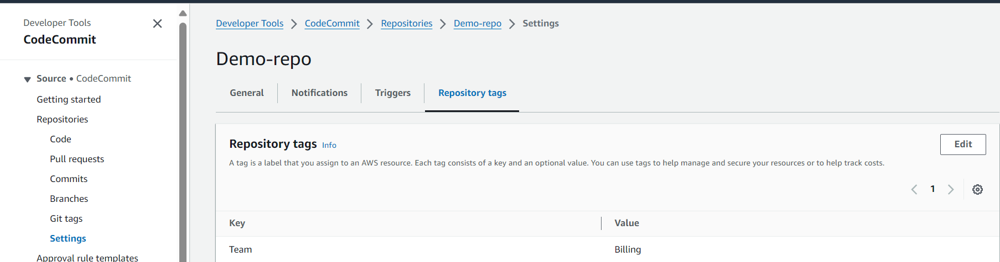 Developer Tools
CodeCommit
Source • CodeCommit
Getting started
Repositories
Code
Pull requests
Commits
Branches
Git tags
Settings
Approval rule templates
Developer Tools > CodeCommit > Repositories > Demo-repo > Settings
Demo-repo
General Notifications Triggers Repository tags
Repository tags Info
Edit
A tag is a label that you assign to an AWS resource. Each tag consists of a key and an optional value. You can use tags to help manage and secure your resources or to help track costs.
1
Key Value
Team Billing